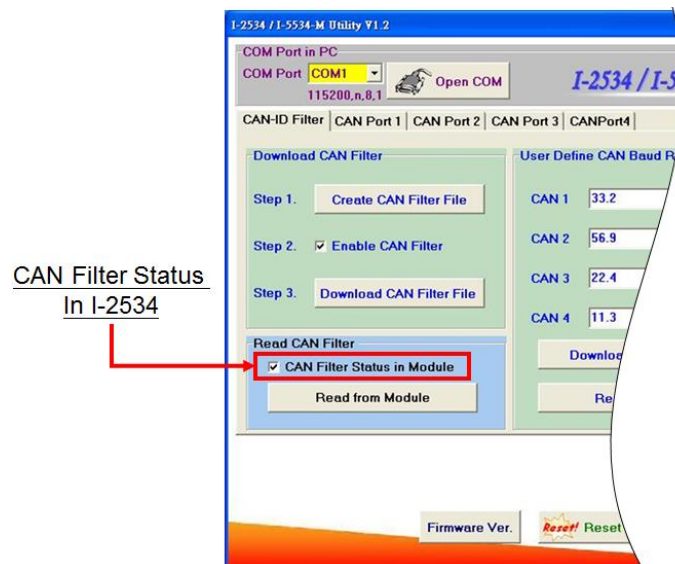 I-2534 / I-5534-M Utility V1.2
COM Port in PC
COM Port COM1
115200,n,8,1
Open COM
I-2534 / I-5
CAN-ID Filter CAN Port 1 CAN Port 2 CAN Port 3 CANPort4
Download CAN Filter
Step 1. Create CAN Filter File
Step 2. Enable CAN Filter
Step 3. Download CAN Filter File
User Define CAN Baud R
CAN 1 33.2
CAN 2 56.9
CAN 3 22.4
CAN 4 11.3
Downloa
Re
CAN Filter Status
In I-2534
Read CAN Filter
CAN Filter Status in Module
Read from Module
Firmware Ver.
Reset! Reset